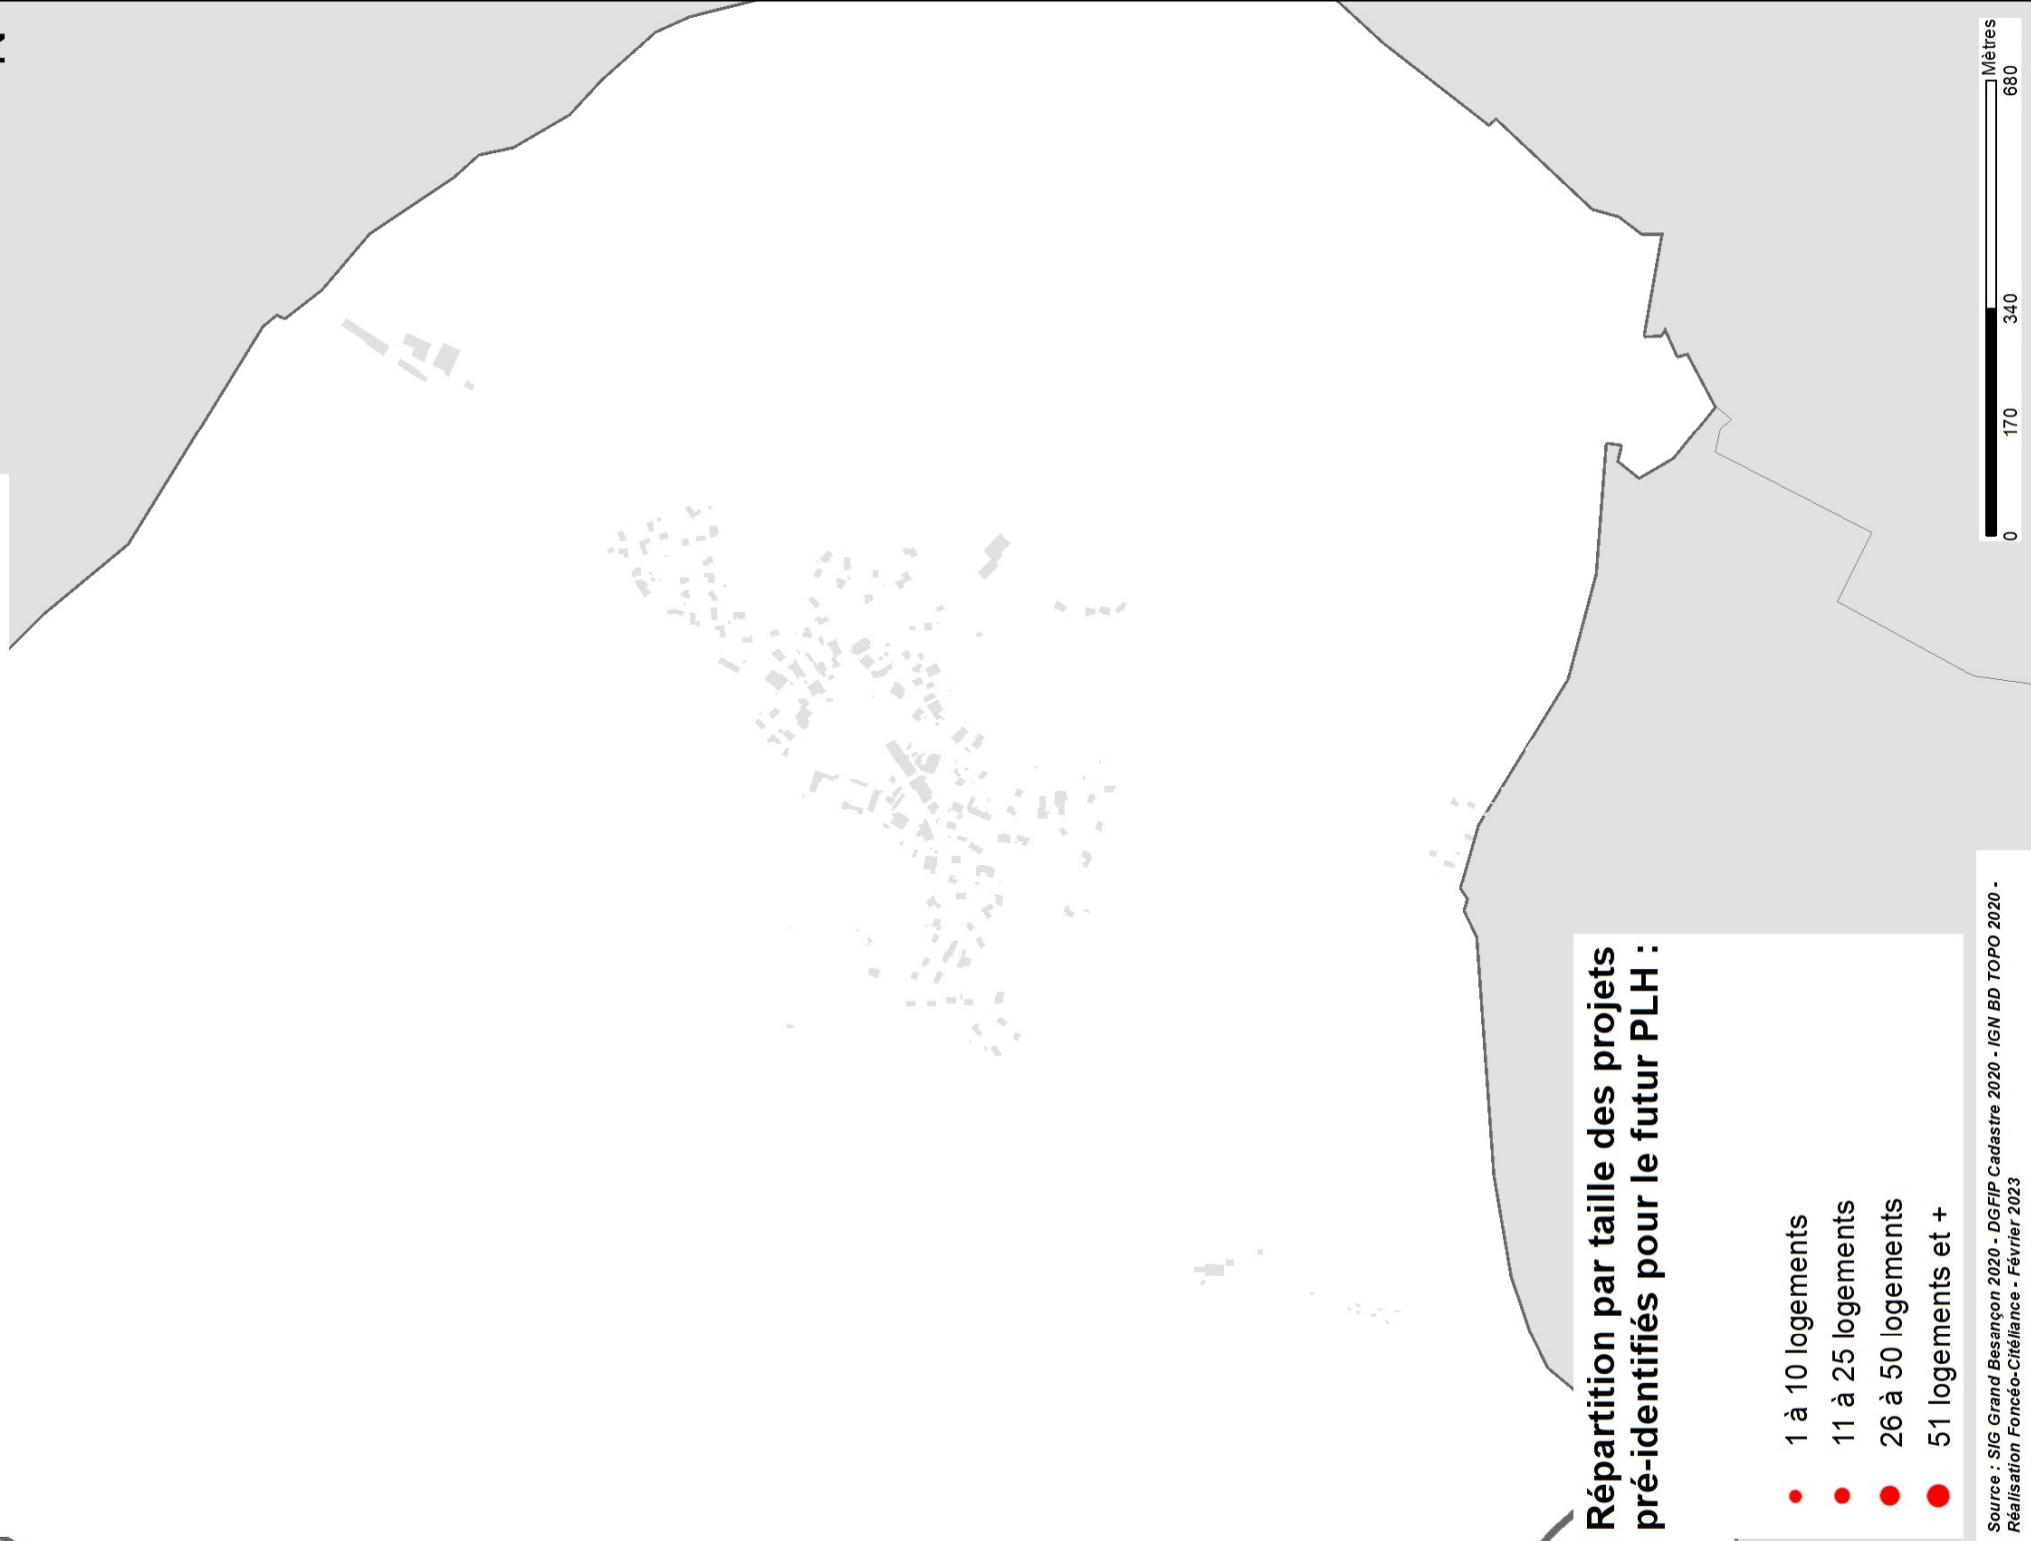 Répartition par taille des projets
pré-identifiés pour le futur PLH :
1 à 10 logements
11 à 25 logements
26 à 50 logements
51 logements et +
0 170 340 680
Mètres
Source : SIG Grand Besançon 2020 - DGFIP Cadastre 2020 - IGN BD TOPO 2020 -
Réalisation Foncéo-Citéliance - Février 2023